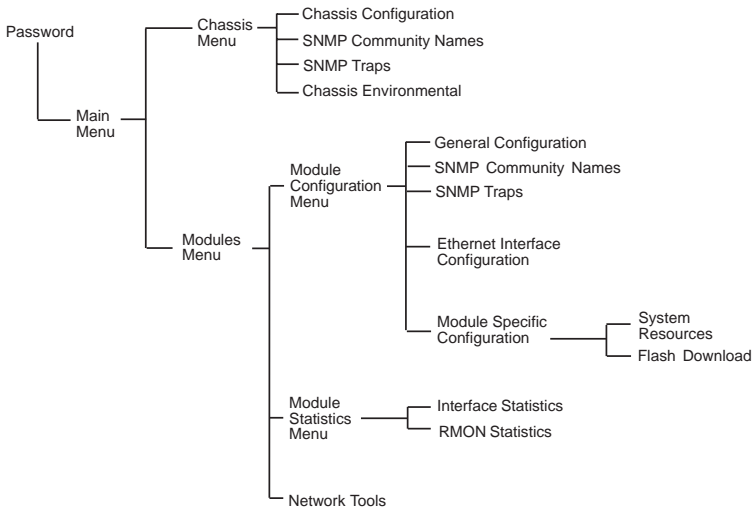 Password
Main
Menu
Chassis
Menu
Chassis Configuration
SNMP Community Names
SNMP Traps
Chassis Environmental
Modules
Menu
Module
Configuration
Menu
General Configuration
SNMP Community Names
SNMP Traps
Ethernet Interface
Configuration
Module Specific
Configuration
System
Resources
Flash Download
Module
Statistics
Menu
Interface Statistics
RMON Statistics
Network Tools